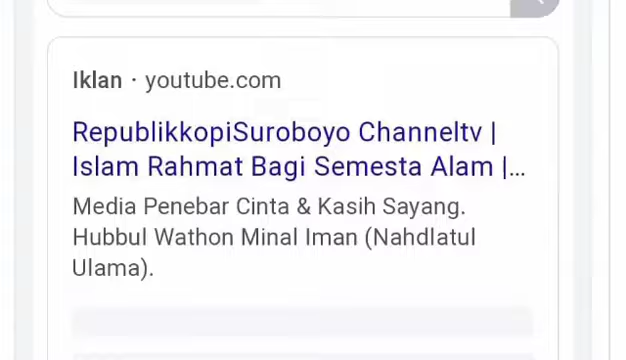 Iklan · youtube.com
RepublikkopiSuroboyo Channeltv |
Islam Rahmat Bagi Semesta Alam |...
Media Penebar Cinta & Kasih Sayang.
Hubbul Wathon Minal Iman (Nahdlatul
Ulama).